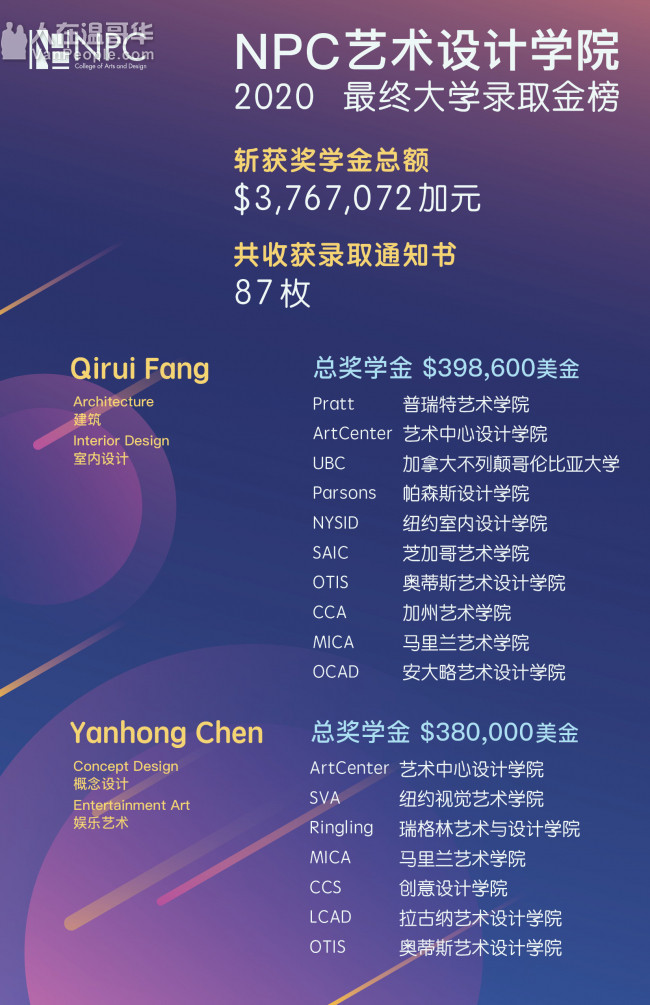 人在温哥华
VanPeople.com
NPC
College of Arts and Design
NPC艺术设计学院
2020 最终大学录取金榜
斩获奖学金总额
$3,767,072加元
共收获录取通知书
87枚
Qirui Fang
Architecture
建筑
Interior Design
室内设计
总奖学金 $398,600美金
Pratt 普瑞特艺术学院
ArtCenter 艺术中心设计学院
UBC 加拿大不列颠哥伦比亚大学
Parsons 帕森斯设计学院
NYSID 纽约室内设计学院
SAIC 芝加哥艺术学院
OTIS 奥蒂斯艺术设计学院
CCA 加州艺术学院
MICA 马里兰艺术学院
OCAD 安大略艺术设计学院
Yanhong Chen
Concept Design
概念设计
Entertainment Art
娱乐艺术
总奖学金 $380,000美金
ArtCenter 艺术中心设计学院
SVA 纽约视觉艺术学院
Ringling 瑞格林艺术与设计学院
MICA 马里兰艺术学院
CCS 创意设计学院
LCAD 拉古纳艺术设计学院
OTIS 奥蒂斯艺术设计学院